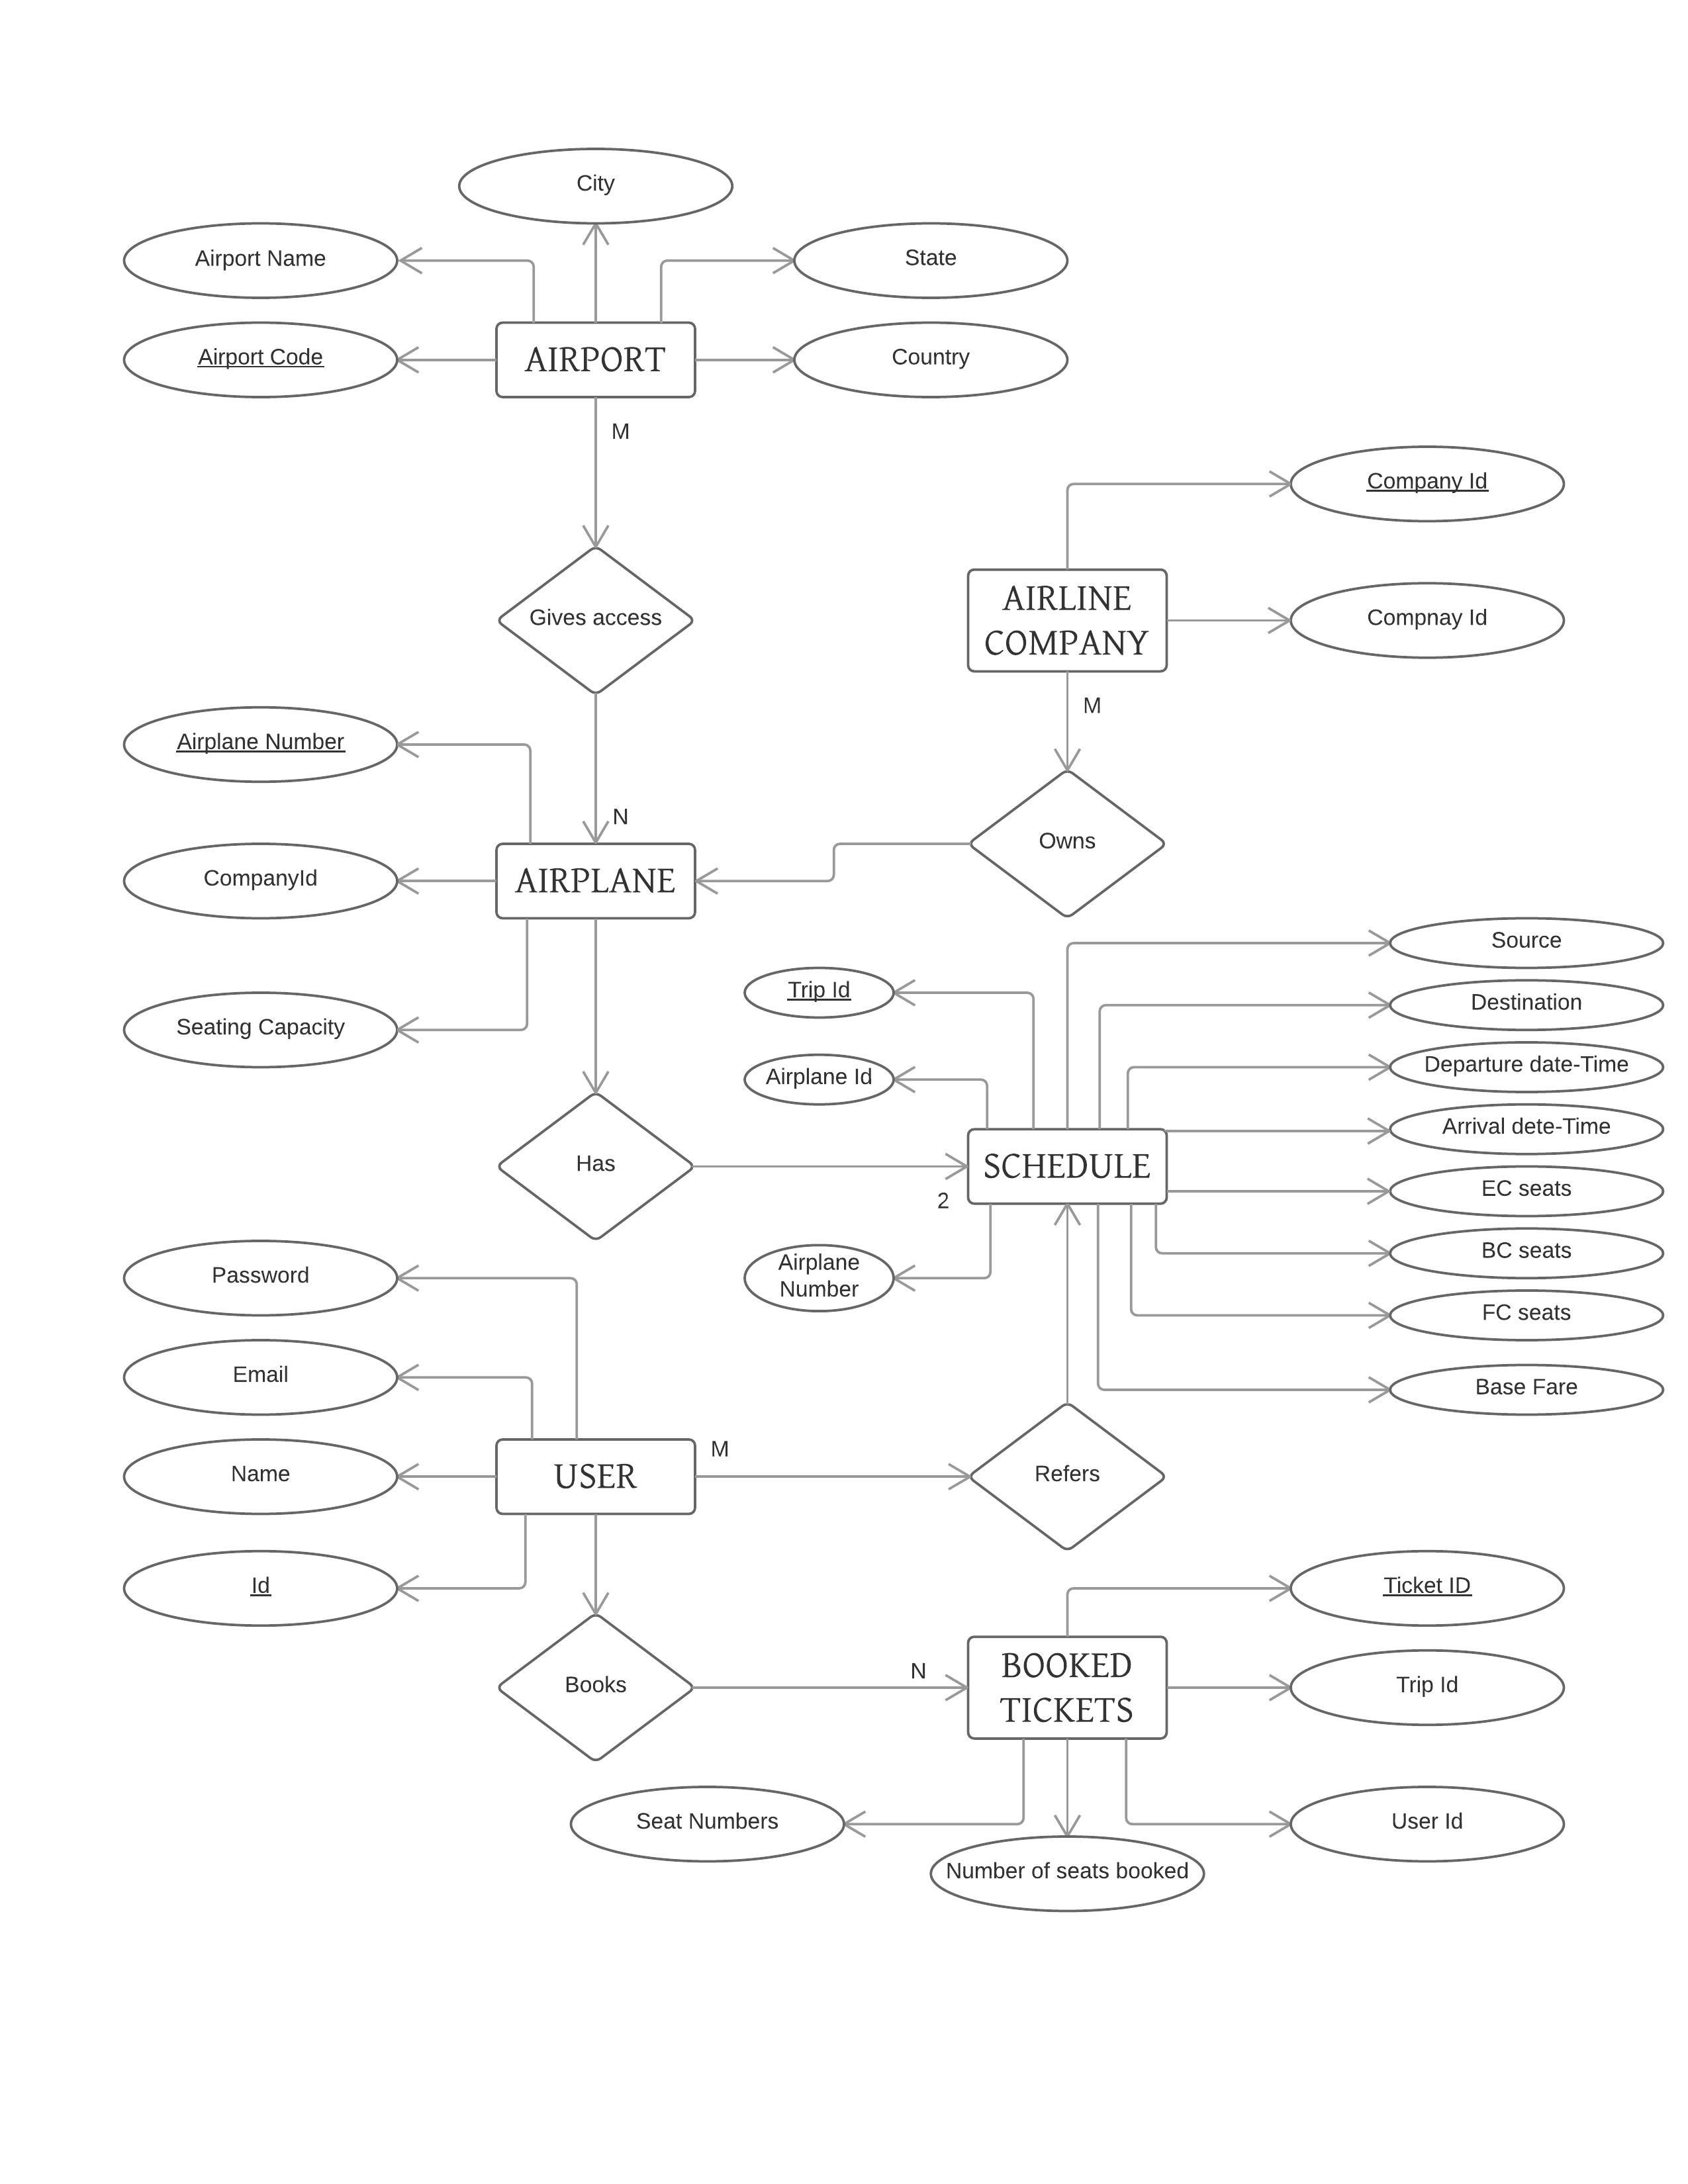 City
Airport Name
State
Airport Code
AIRPORT
Country
M
Company Id
Gives access
AIRLINE
COMPANY
Compnay Id
M
Airplane Number
N
Owns
CompanyId
AIRPLANE
Source
Trip Id
Destination
Seating Capacity
Departure date-Time
Airplane Id
Arrival dete-Time
Has
SCHEDULE
EC seats
2
BC seats
Password
Airplane
Number
FC seats
Email
Base Fare
M
Name
USER
Refers
Id
Ticket ID
Books
N
BOOKED
TICKETS
Trip Id
Seat Numbers
User Id
Number of seats booked